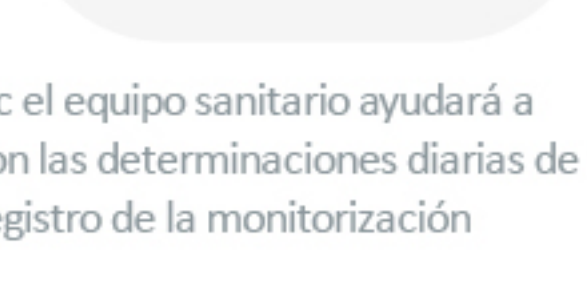 c el equipo sanitario ayudará a
on las determinaciones diarias de
egistro de la monitorización